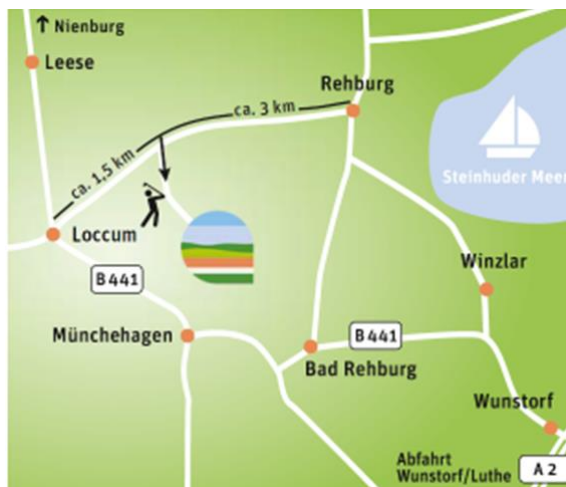 ↑ Nienburg
Leese
Rehburg
ca. 3 km
ca. 1,5 km
Steinhuder Meer
Loccum
B 441
Winzlar
Münchehagen
B 441
Bad Rehburg
Wunstorf
Abfahrt
Wunstorf/Luthe
A 2